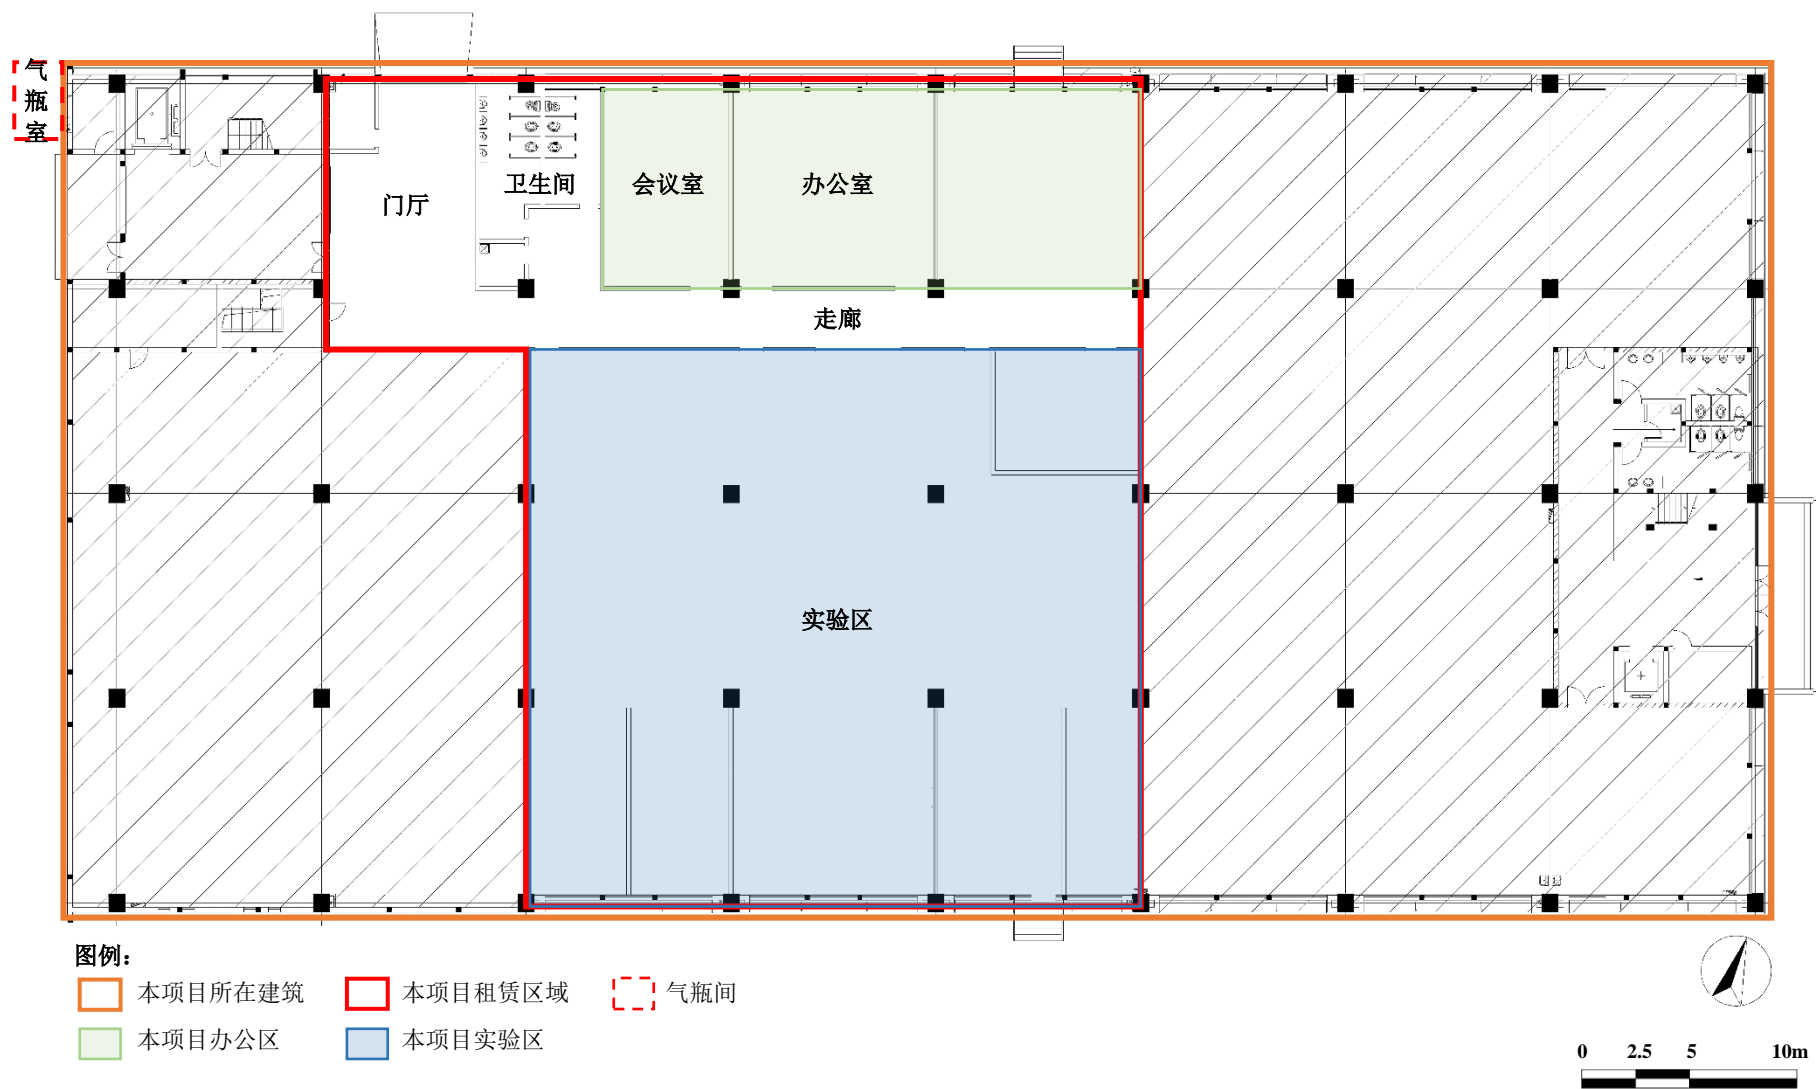 气
瓶
室
门厅
卫生间
会议室
办公室
走廊
实验区
图例：
本项目所在建筑
本项目租赁区域
气瓶间
本项目办公区
本项目实验区
0 2.5 5 10m